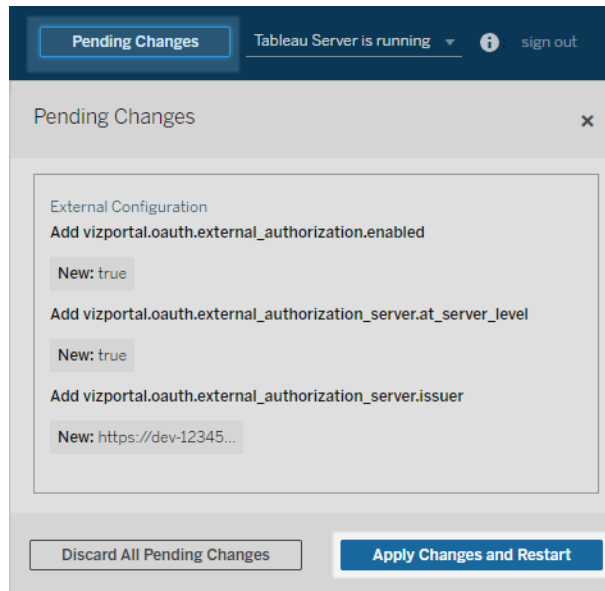 Pending Changes
Tableau Server is running
sign out
Pending Changes
External Configuration
Add vizportal.oauth.external_authorization.enabled
New: true
Add vizportal.oauth.external_authorization_server.at_server_level
New: true
Add vizportal.oauth.external_authorization_server.issuer
New: https://dev-12345...
Discard All Pending Changes
Apply Changes and Restart